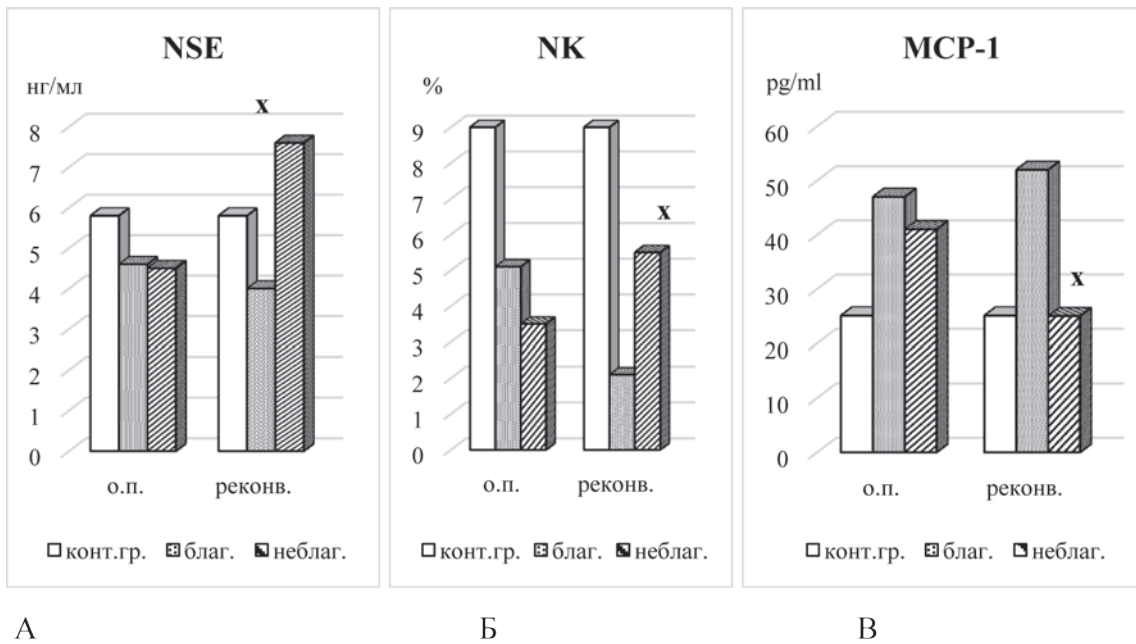 NSE
нг/мл
x
8
7
6
5
4
3
2
1
0
о.п. реконв.
конт.гр. благ. неблаг.
NK
%
9
8
7
6
5
4
3
2
1
0
x
о.п. реконв.
конт.гр. благ. неблаг.
MCP-1
pg/ml
60
50
40
30
20
10
0
x
о.п. реконв.
конт.гр. благ. неблаг.
А Б В